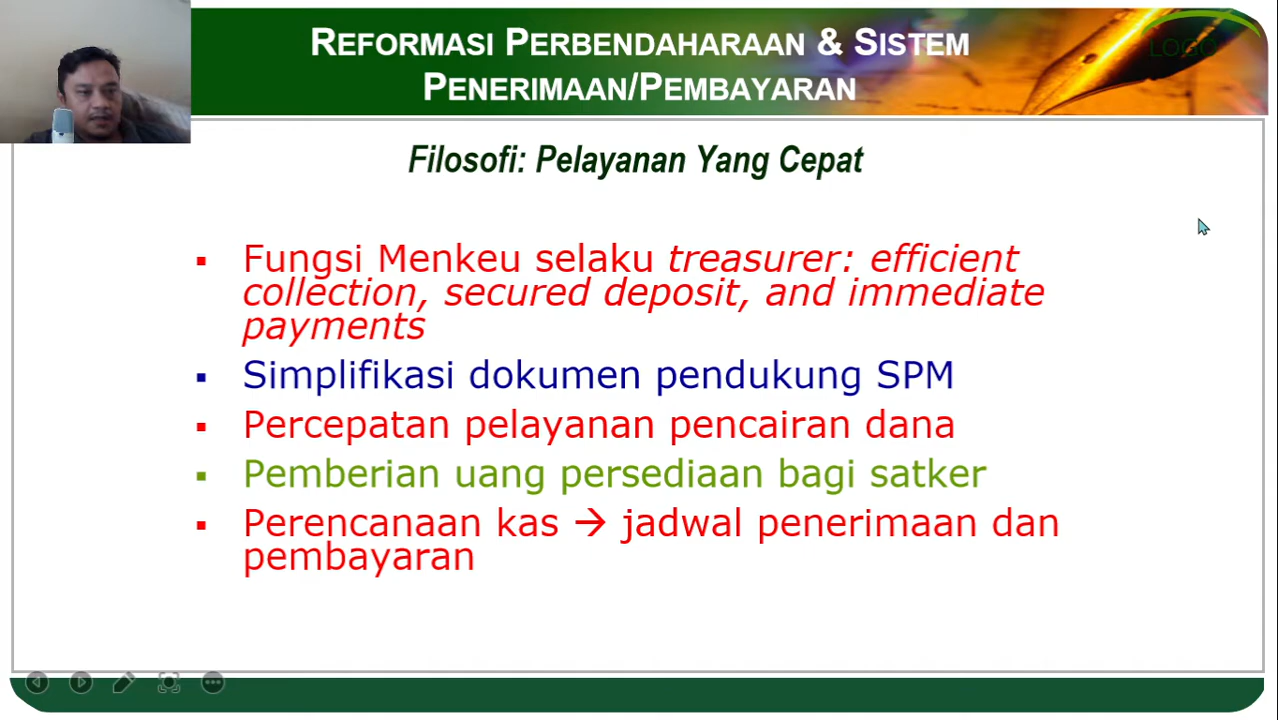 REFORMASI PERBENDAHARAAN & SISTEM
PENERIMAAN/PEMBAYARAN
LOGO
Filosofi: Pelayanan Yang Cepat
▪ Fungsi Menkeu selaku treasurer: efficient
collection, secured deposit, and immediate
payments
▪ Simplifikasi dokumen pendukung SPM
▪ Percepatan pelayanan pencairan dana
▪ Pemberian uang persediaan bagi satker
▪ Perencanaan kas → jadwal penerimaan dan
pembayaran